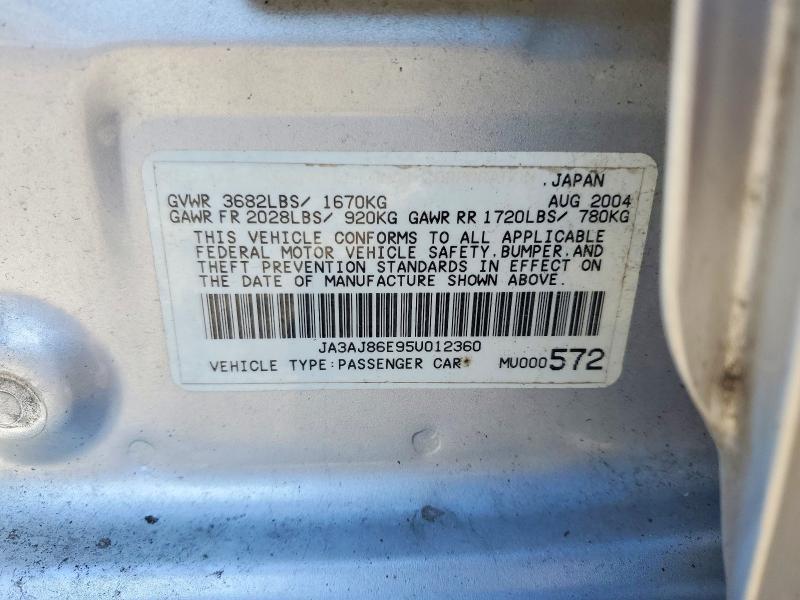 .JAPAN
GVWR 3682LBS/ 1670KG AUG 2004
GAWR FR 2028LBS/ 920KG GAWR RR 1720LBS/ 780KG
THIS VEHICLE CONFORMS TO ALL APPLICABLE
FEDERAL MOTOR VEHICLE SAFETY, BUMPER, AND
THEFT PREVENTION STANDARDS IN EFFECT ON
THE DATE OF MANUFACTURE SHOWN ABOVE.
JA3AJ86E95U012360
VEHICLE TYPE: PASSENGER CAR MU000572